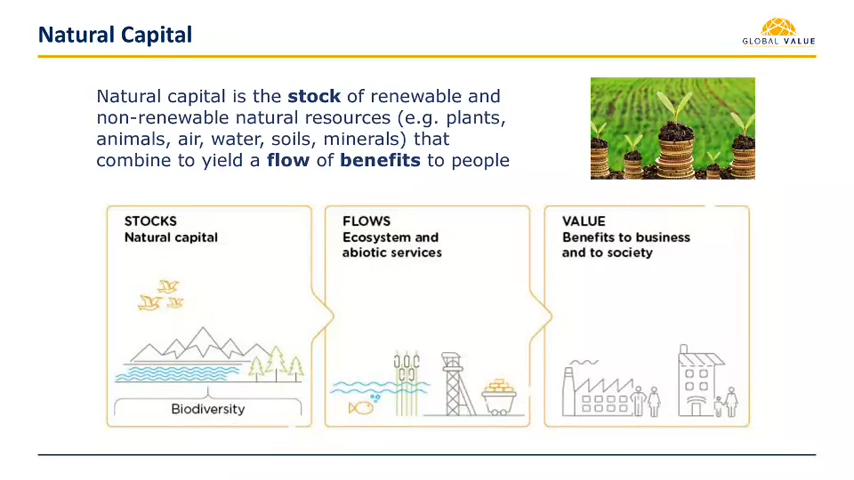 Natural Capital
GLOBAL VALUE
Natural capital is the stock of renewable and
non-renewable natural resources (e.g. plants,
animals, air, water, soils, minerals) that
combine to yield a flow of benefits to people
STOCKS
Natural capital
Biodiversity
FLOWS
Ecosystem and
abiotic services
VALUE
Benefits to business
and to society